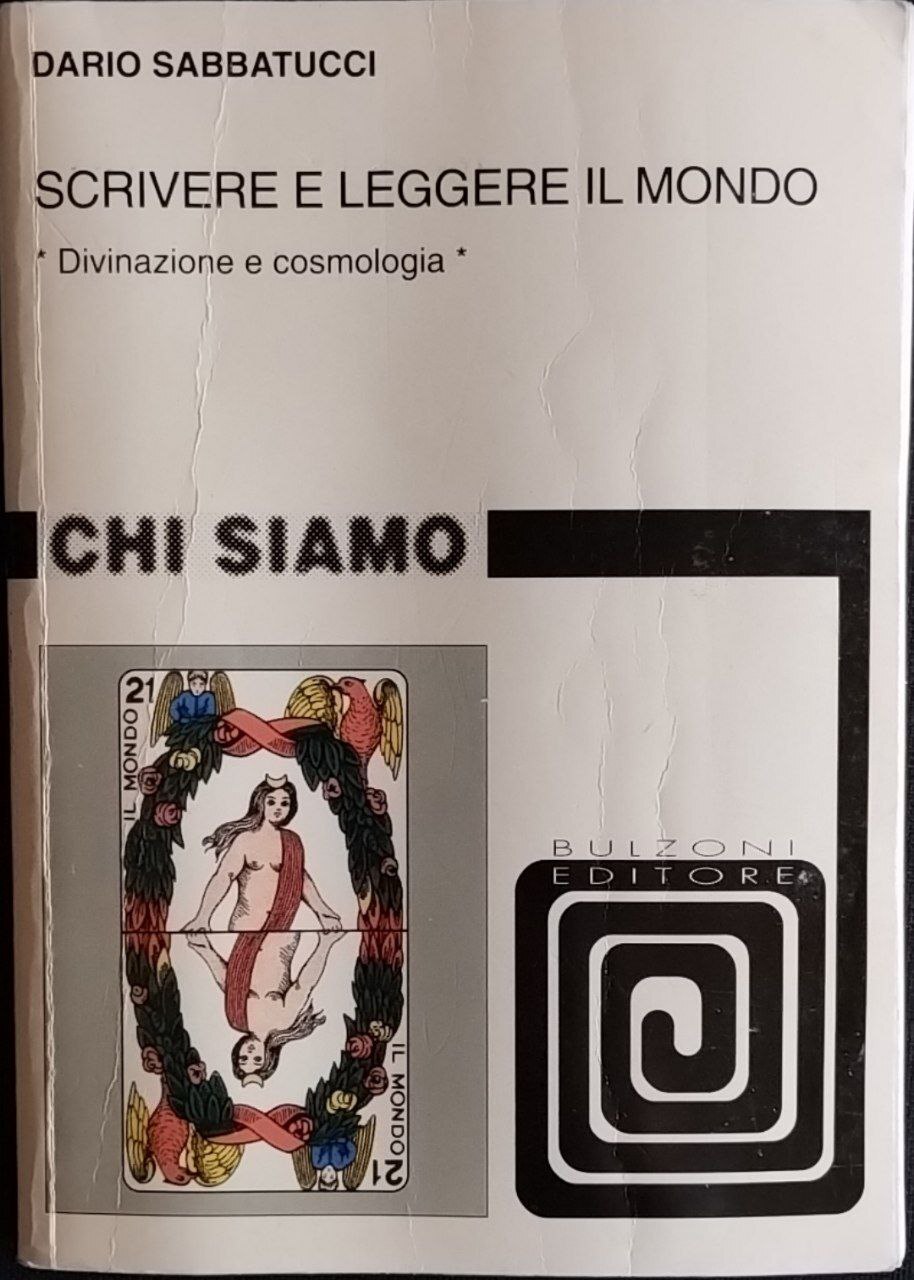 DARIO SABBATUCCI
SCRIVERE E LEGGERE IL MONDO
* Divinazione e cosmologia *
CHI SIAMO
21
IL MONDO
IL MONDO
21
BULZONI
EDITORE